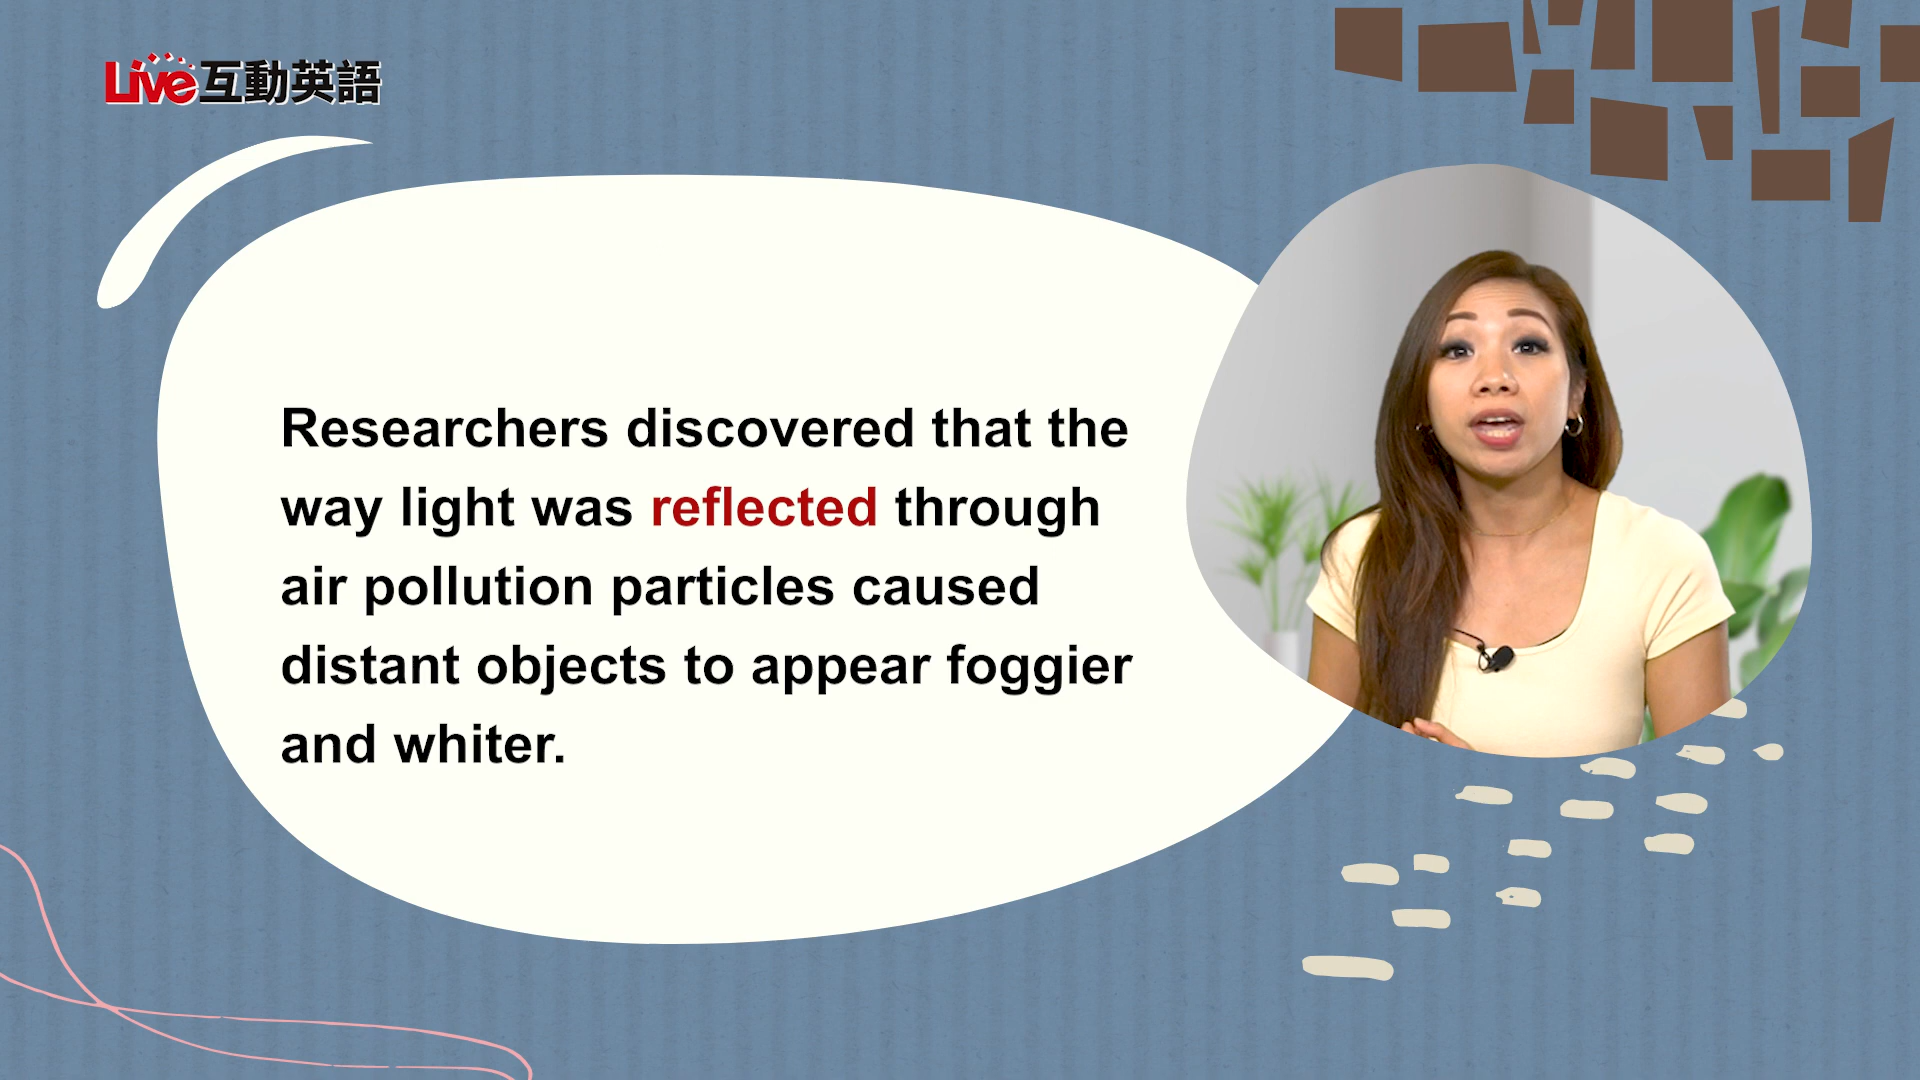 Live互動英語
Researchers discovered that the
way light was reflected through
air pollution particles caused
distant objects to appear foggier
and whiter.